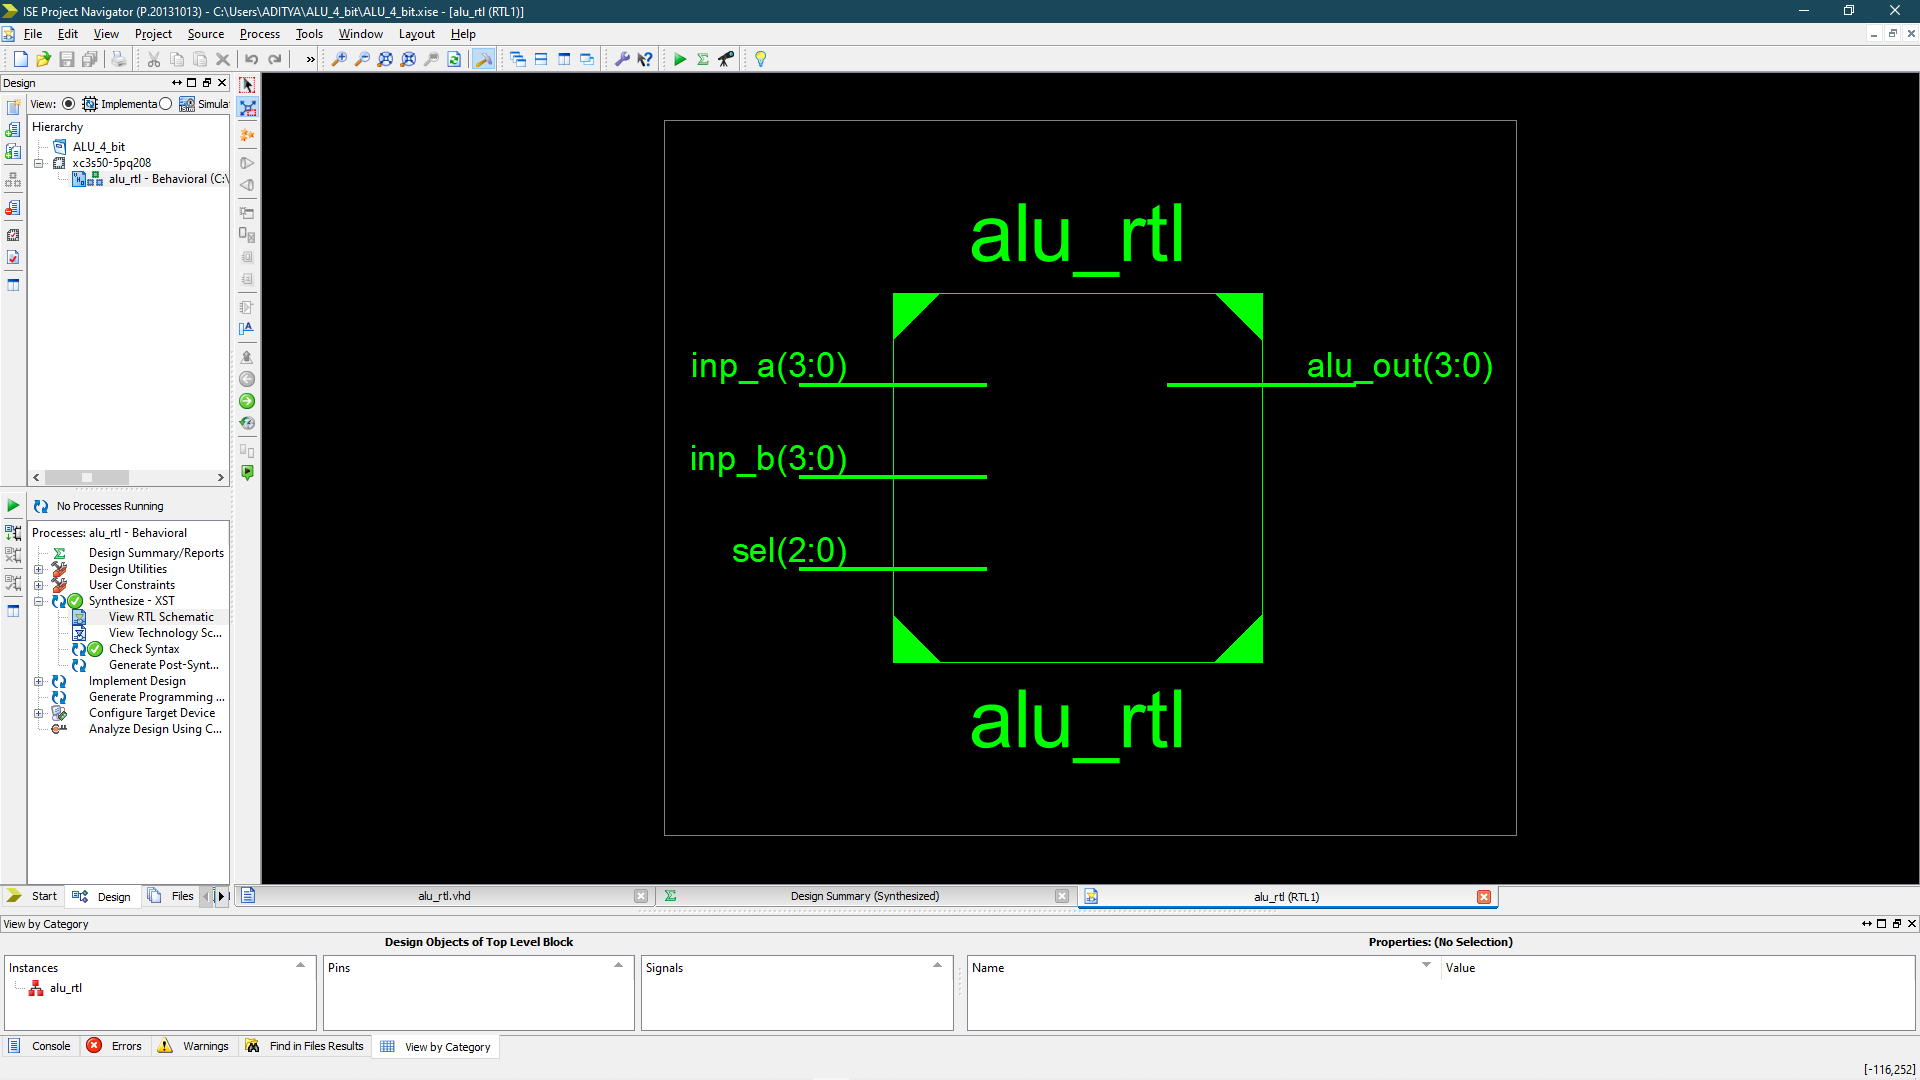 ISE Project Navigator (P.20131013) - C:\Users\ADITYA\ALU_4_bit\ALU_4_bit.xise - [alu_rtl (RTL1)]
File Edit View Project Source Process Tools Window Layout Help
Design
View: Implementa Simula
Hierarchy
ALU_4_bit
xc3s50-5pq208
alu_rtl - Behavioral (C:\
No Processes Running
Processes: alu_rtl - Behavioral
Design Summary/Reports
Design Utilities
User Constraints
Synthesize - XST
View RTL Schematic
View Technology Sc...
Check Syntax
Generate Post-Synt...
Implement Design
Generate Programming ...
Configure Target Device
Analyze Design Using C...
Start Design Files
alu_rtl
inp_a(3:0) alu_out(3:0)
inp_b(3:0)
sel(2:0)
alu_rtl
alu_rtl.vhd Design Summary (Synthesized) alu_rtl (RTL1)
View by Category
Design Objects of Top Level Block Properties: (No Selection)
Instances Pins Signals Name Value
alu_rtl
Console Errors Warnings Find in Files Results View by Category
[-116,252]